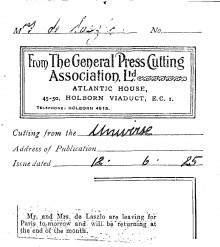 Mr de Laszlo No.
From The General Press Cutting
Association, Ltd
ATLANTIC HOUSE,
45-50, HOLBORN VIADUCT, E.C. 1.
TELEPHONE: HOLBORN 4815.
Cutting from the Universe
Address of Publication
Issue dated 12. 6. 25
Mr. and Mrs. de Laszlo are leaving for
Paris to-morrow and will be returning at
the end of the month.